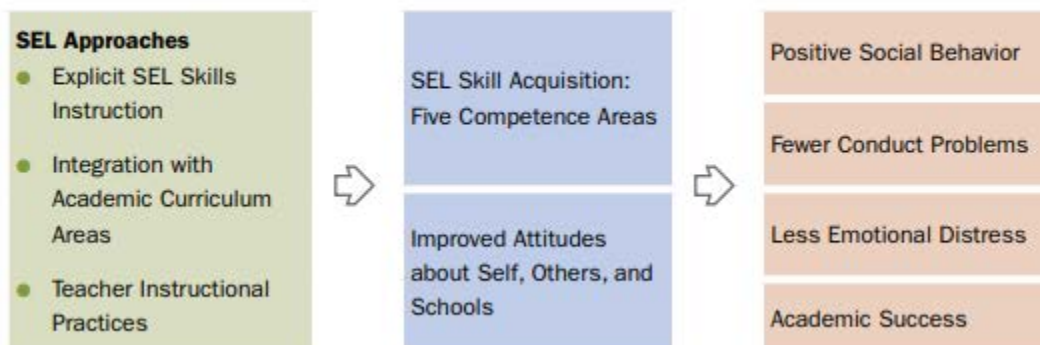 SEL Approaches
● Explicit SEL Skills
Instruction
● Integration with
Academic Curriculum
Areas
● Teacher Instructional
Practices
SEL Skill Acquisition:
Five Competence Areas
Improved Attitudes
about Self, Others, and
Schools
Positive Social Behavior
Fewer Conduct Problems
Less Emotional Distress
Academic Success